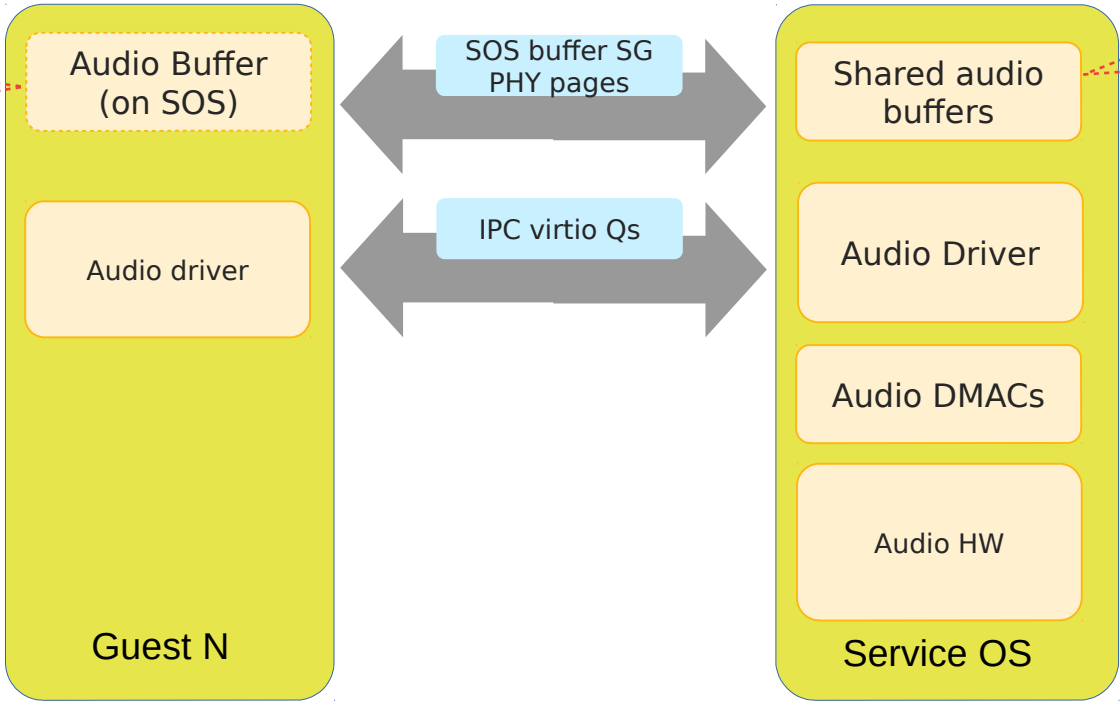 Audio Buffer
(on SOS)
Audio driver
Guest N
SOS buffer SG
PHY pages
IPC virtio Qs
Shared audio
buffers
Audio Driver
Audio DMACs
Audio HW
Service OS